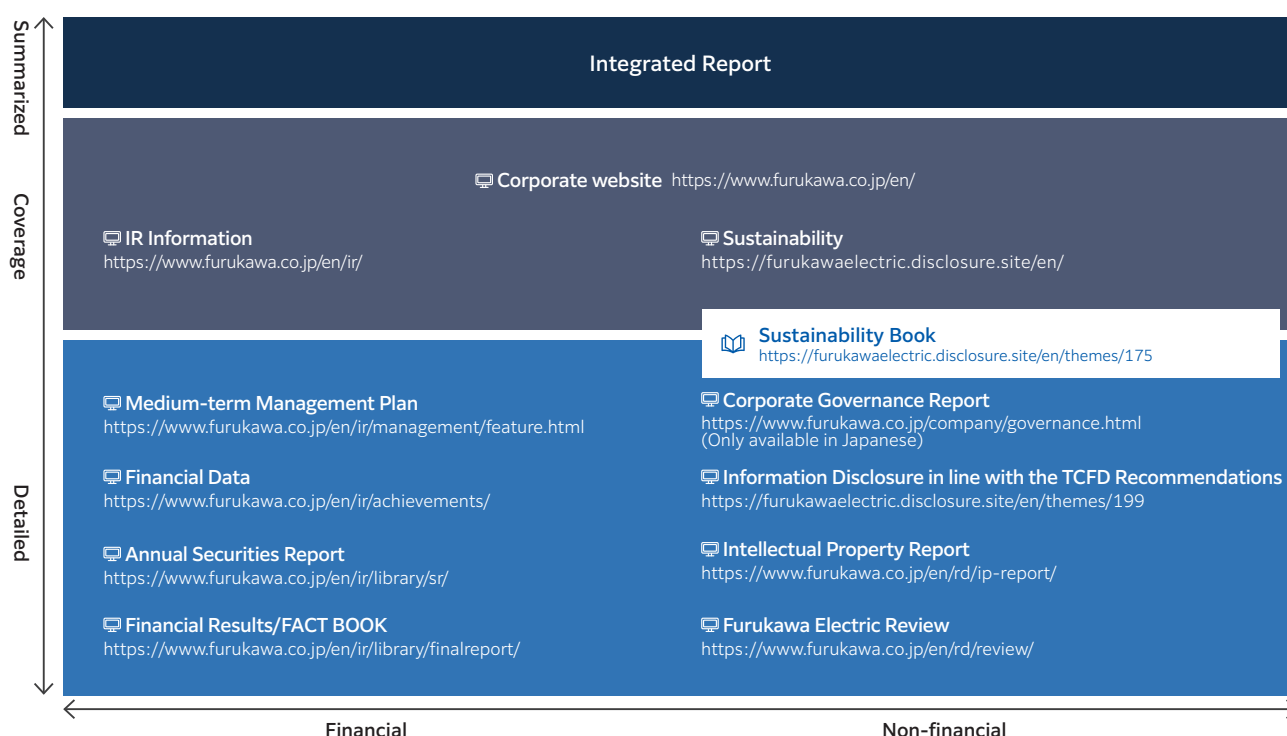 Summarized
Coverage
Detailed
Integrated Report
Corporate website https://www.furukawa.co.jp/en/
IR Information
https://www.furukawa.co.jp/en/ir/
Sustainability
https://furukawaelectric.disclosure.site/en/
Sustainability Book
https://furukawaelectric.disclosure.site/en/themes/175
Medium-term Management Plan
https://www.furukawa.co.jp/en/ir/management/feature.html
Financial Data
https://www.furukawa.co.jp/en/ir/achievements/
Annual Securities Report
https://www.furukawa.co.jp/en/ir/library/sr/
Financial Results/FACT BOOK
https://www.furukawa.co.jp/en/ir/library/finalreport/
Corporate Governance Report
https://www.furukawa.co.jp/company/governance.html
(Only available in Japanese)
Information Disclosure in line with the TCFD Recommendations
https://furukawaelectric.disclosure.site/en/themes/199
Intellectual Property Report
https://www.furukawa.co.jp/en/rd/ip-report/
Furukawa Electric Review
https://www.furukawa.co.jp/en/rd/review/
Financial
Non-financial